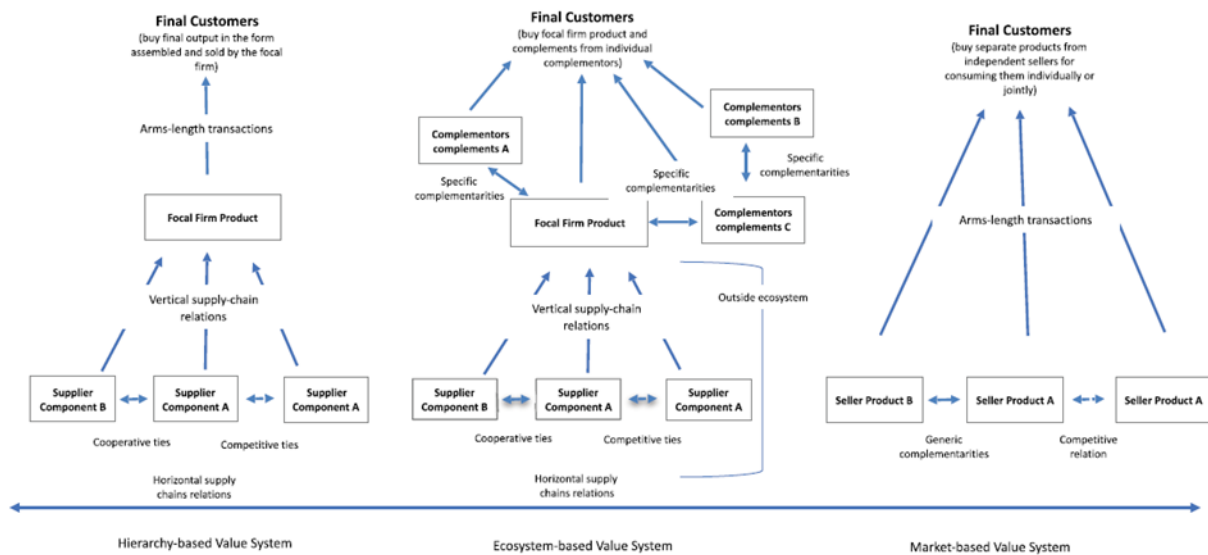 Final Customers
(buy final output in the form
assembled and sold by the focal
firm)
Arms-length transactions
Focal Firm Product
Vertical supply-chain
relations
Supplier
Component B
Supplier
Component A
Supplier
Component A
Cooperative ties
Competitive ties
Horizontal supply
chains relations
Hierarchy-based Value System
Final Customers
(buy focal firm product and
complements from individual
complementors)
Complementors
complements A
Complementors
complements B
Specific
complementarities
Specific
complementarities
Specific
complementarities
Focal Firm Product
Complementors
complements C
Outside ecosystem
Vertical supply-chain
relations
Supplier
Component B
Supplier
Component A
Supplier
Component A
Cooperative ties
Competitive ties
Horizontal supply
chains relations
Ecosystem-based Value System
Final Customers
(buy separate products from
independent sellers for
consuming them individually or
jointly)
Arms-length transactions
Seller Product B
Seller Product A
Seller Product A
Generic
complementarities
Competitive
relation
Market-based Value System